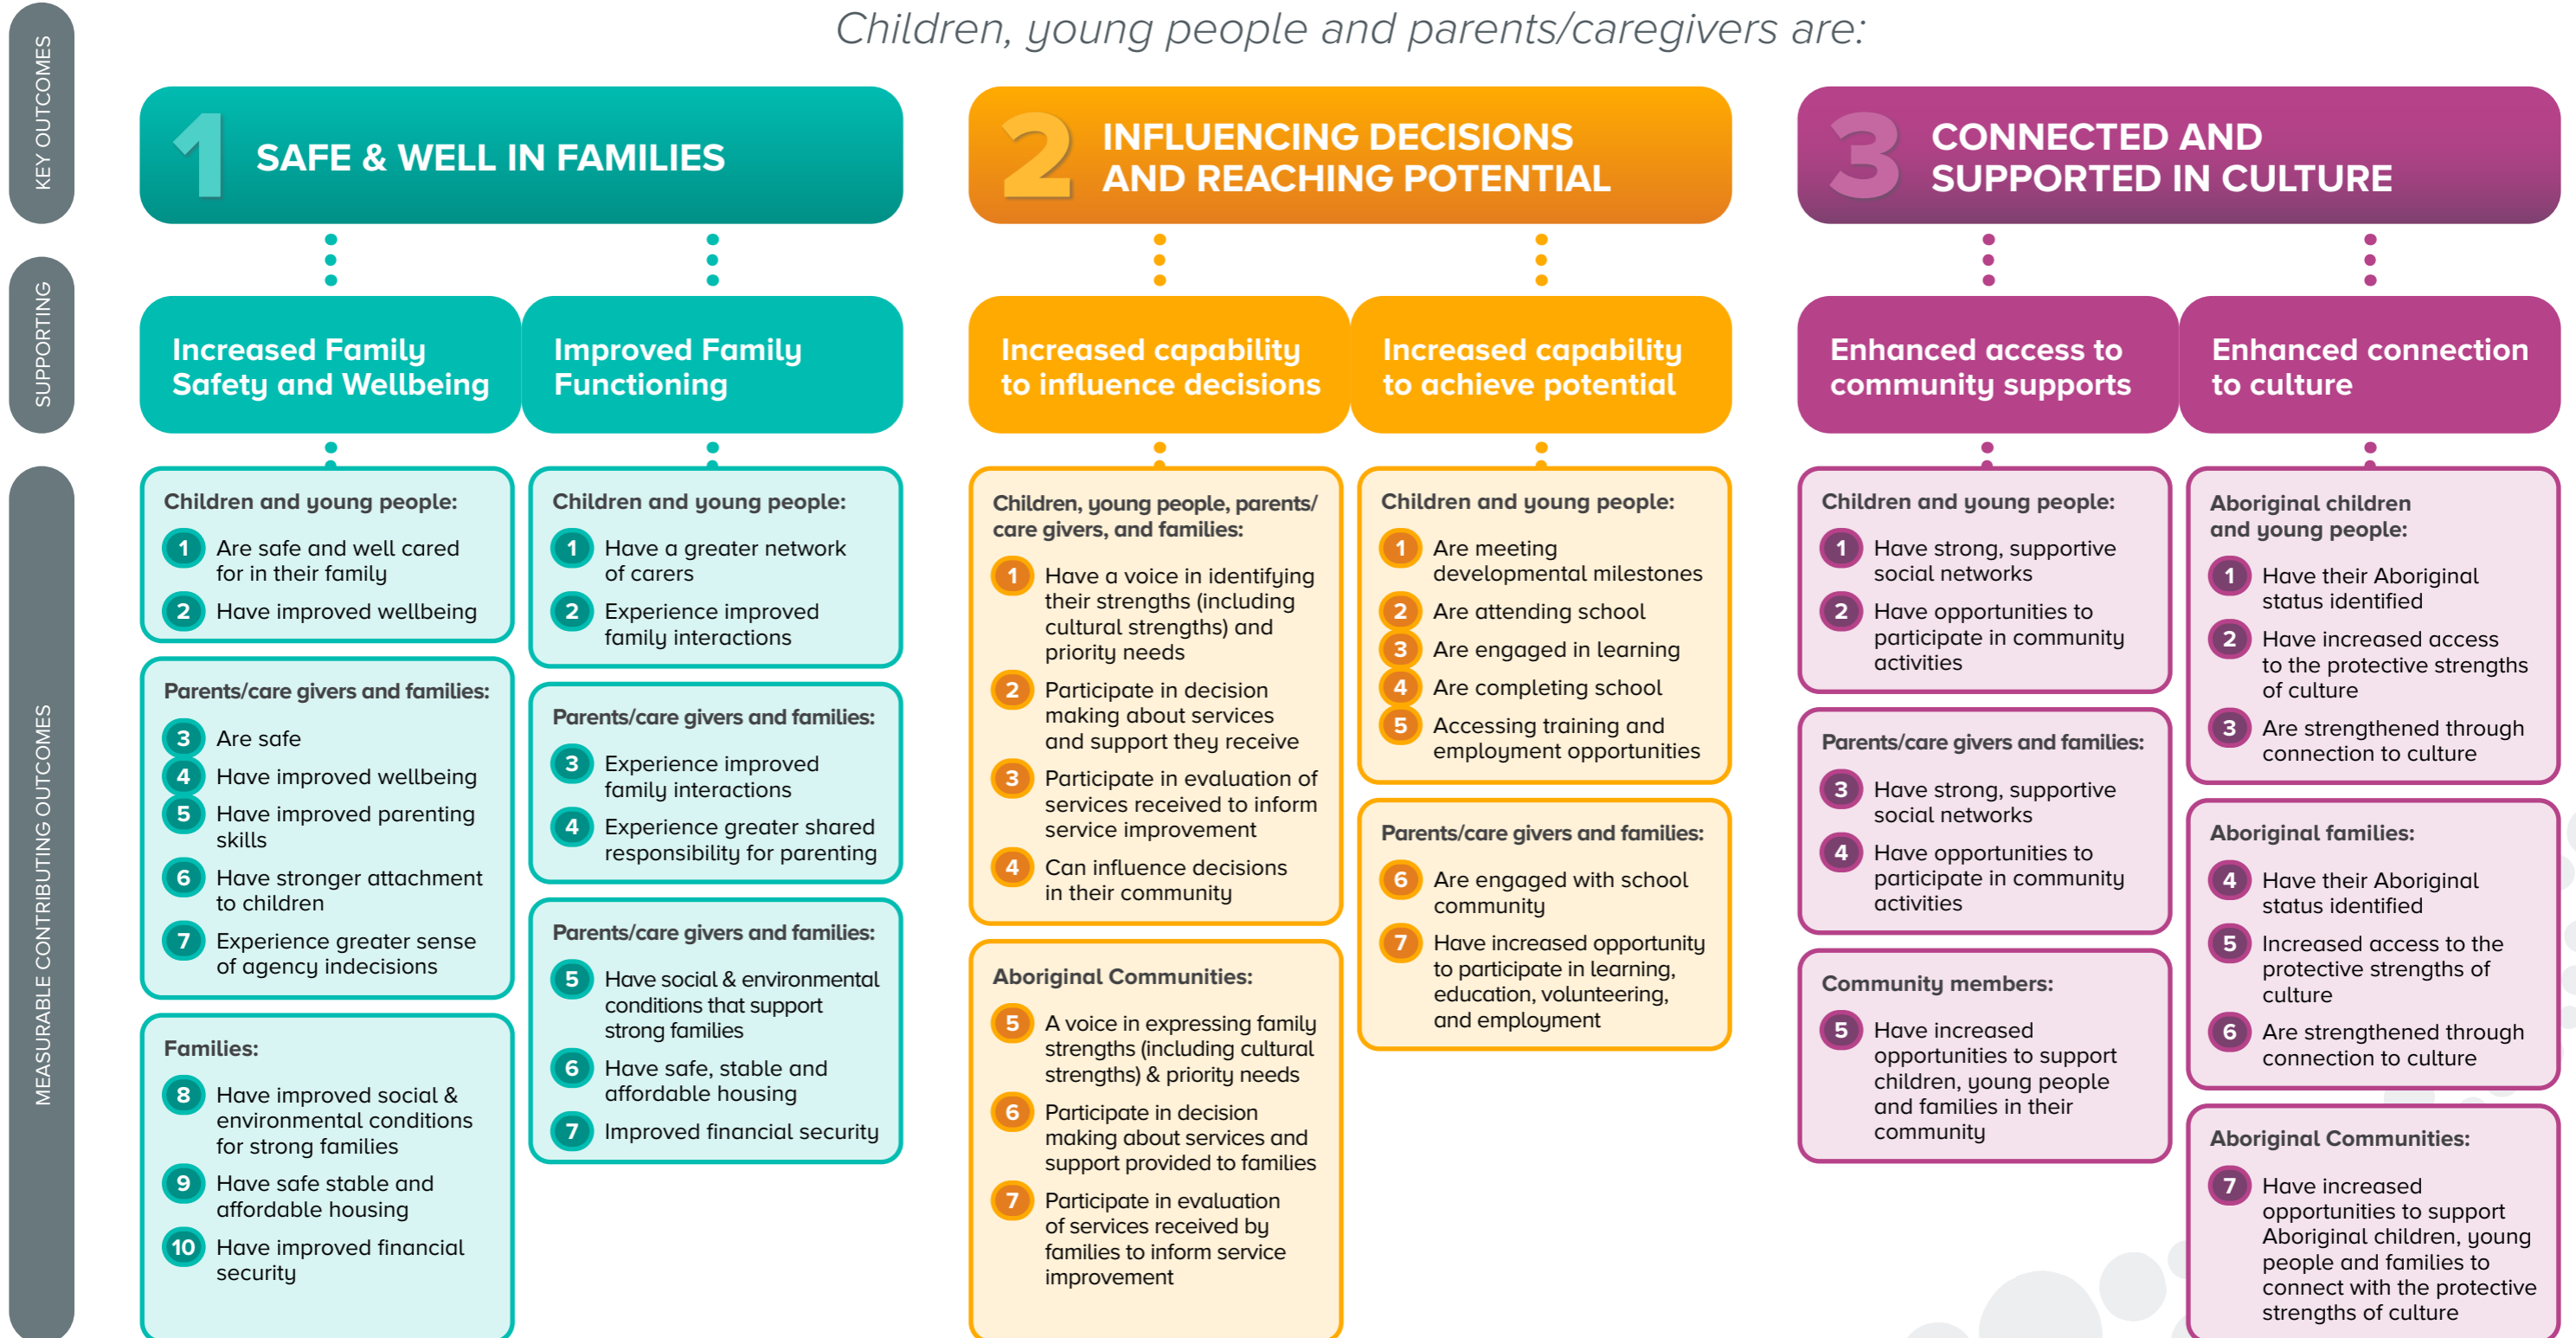 Children, young people and parents/caregivers are:
KEY OUTCOMES
1
SAFE & WELL IN FAMILIES
2
INFLUENCING DECISIONS
AND REACHING POTENTIAL
3
CONNECTED AND
SUPPORTED IN CULTURE
SUPPORTING
Increased Family
Safety and Wellbeing
Improved Family
Functioning
Increased capability
to influence decisions
Increased capability
to achieve potential
Enhanced access to
community supports
Enhanced connection
to culture
MEASURABLE CONTRIBUTING OUTCOMES
Children and young people:
1 Are safe and well cared
for in their family
2 Have improved wellbeing
Parents/care givers and families:
3 Are safe
4 Have improved wellbeing
5 Have improved parenting
skills
6 Have stronger attachment
to children
7 Experience greater sense
of agency indecisions
Families:
8 Have improved social &
environmental conditions
for strong families
9 Have safe stable and
affordable housing
10 Have improved financial
security
Children and young people:
1 Have a greater network
of carers
2 Experience improved
family interactions
Parents/care givers and families:
3 Experience improved
family interactions
4 Experience greater shared
responsibility for parenting
Parents/care givers and families:
5 Have social & environmental
conditions that support
strong families
6 Have safe, stable and
affordable housing
7 Improved financial security
Children, young people, parents/
care givers, and families:
1 Have a voice in identifying
their strengths (including
cultural strengths) and
priority needs
2 Participate in decision
making about services
and support they receive
3 Participate in evaluation of
services received to inform
service improvement
4 Can influence decisions
in their community
Aboriginal Communities:
5 A voice in expressing family
strengths (including cultural
strengths) & priority needs
6 Participate in decision
making about services and
support provided to families
7 Participate in evaluation
of services received by
families to inform service
improvement
Children and young people:
1 Are meeting
developmental milestones
2 Are attending school
3 Are engaged in learning
4 Are completing school
5 Accessing training and
employment opportunities
Parents/care givers and families:
6 Are engaged with school
community
7 Have increased opportunity
to participate in learning,
education, volunteering,
and employment
Children and young people:
1 Have strong, supportive
social networks
2 Have opportunities to
participate in community
activities
Parents/care givers and families:
3 Have strong, supportive
social networks
4 Have opportunities to
participate in community
activities
Community members:
5 Have increased
opportunities to support
children, young people
and families in their
community
Aboriginal children
and young people:
1 Have their Aboriginal
status identified
2 Have increased access
to the protective strengths
of culture
3 Are strengthened through
connection to culture
Aboriginal families:
4 Have their Aboriginal
status identified
5 Increased access to the
protective strengths of
culture
6 Are strengthened through
connection to culture
Aboriginal Communities:
7 Have increased
opportunities to support
Aboriginal children, young
people and families to
connect with the protective
strengths of culture